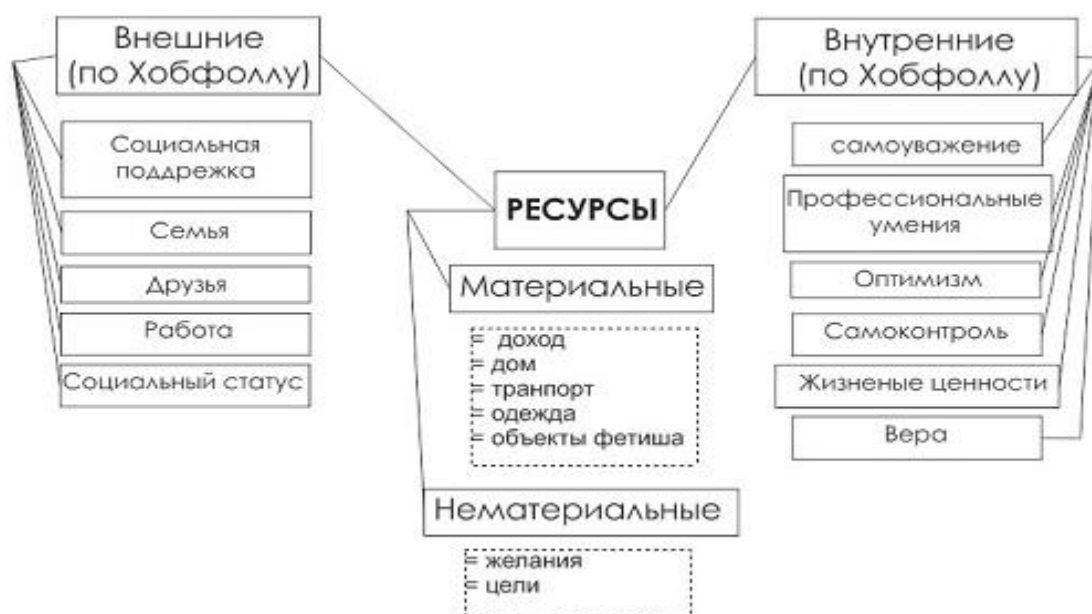 Внешние
(по Хобфоллу)
Социальная
поддрежка
Семья
Друзья
Работа
Социальный статус
РЕСУРСЫ
Материальные
= доход
= дом
= транпорт
= одежда
= объекты фетиша
Нематериальные
= желания
= цели
Внутренние
(по Хобфоллу)
самоуважение
Профессиональные
умения
Оптимизм
Самоконтроль
Жизненые ценности
Вера